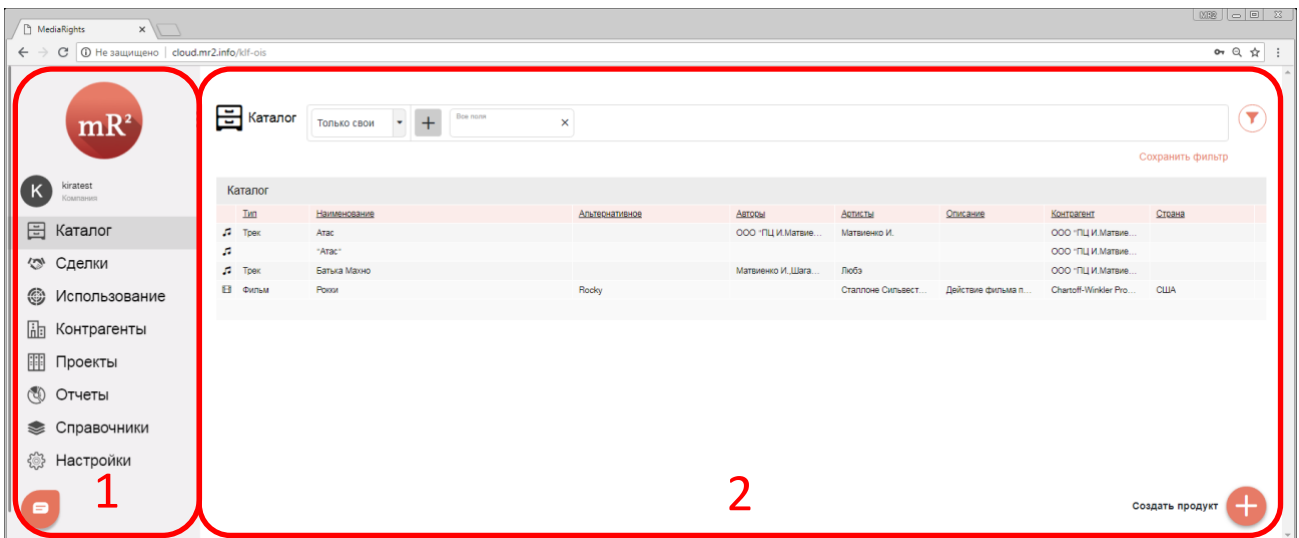 MR2
MediaRights
Не защищено | cloud.mr2.info/klf-ois
mR²
kiratest
Компания
Каталог
Сделки
Использование
Контрагенты
Проекты
Отчеты
Справочники
Настройки
1
Каталог
Только свои
Все поля
Сохранить фильтр
Каталог
Тип Наименование Альтернативное Авторы Артисты Описание Контрагент Страна
Трек Атас ООО "ПЦ И.Матвие... Матвиенко И. ООО "ПЦ И.Матвие...
"Атас" ООО "ПЦ И.Матвие...
Трек Батька Махно Матвиенко И.,Шага... Любэ ООО "ПЦ И.Матвие...
Фильм Рокки Rocky Сталлоне Сильвест... Действие фильма п... Chartoff-Winkler Pro... США
2
Создать продукт